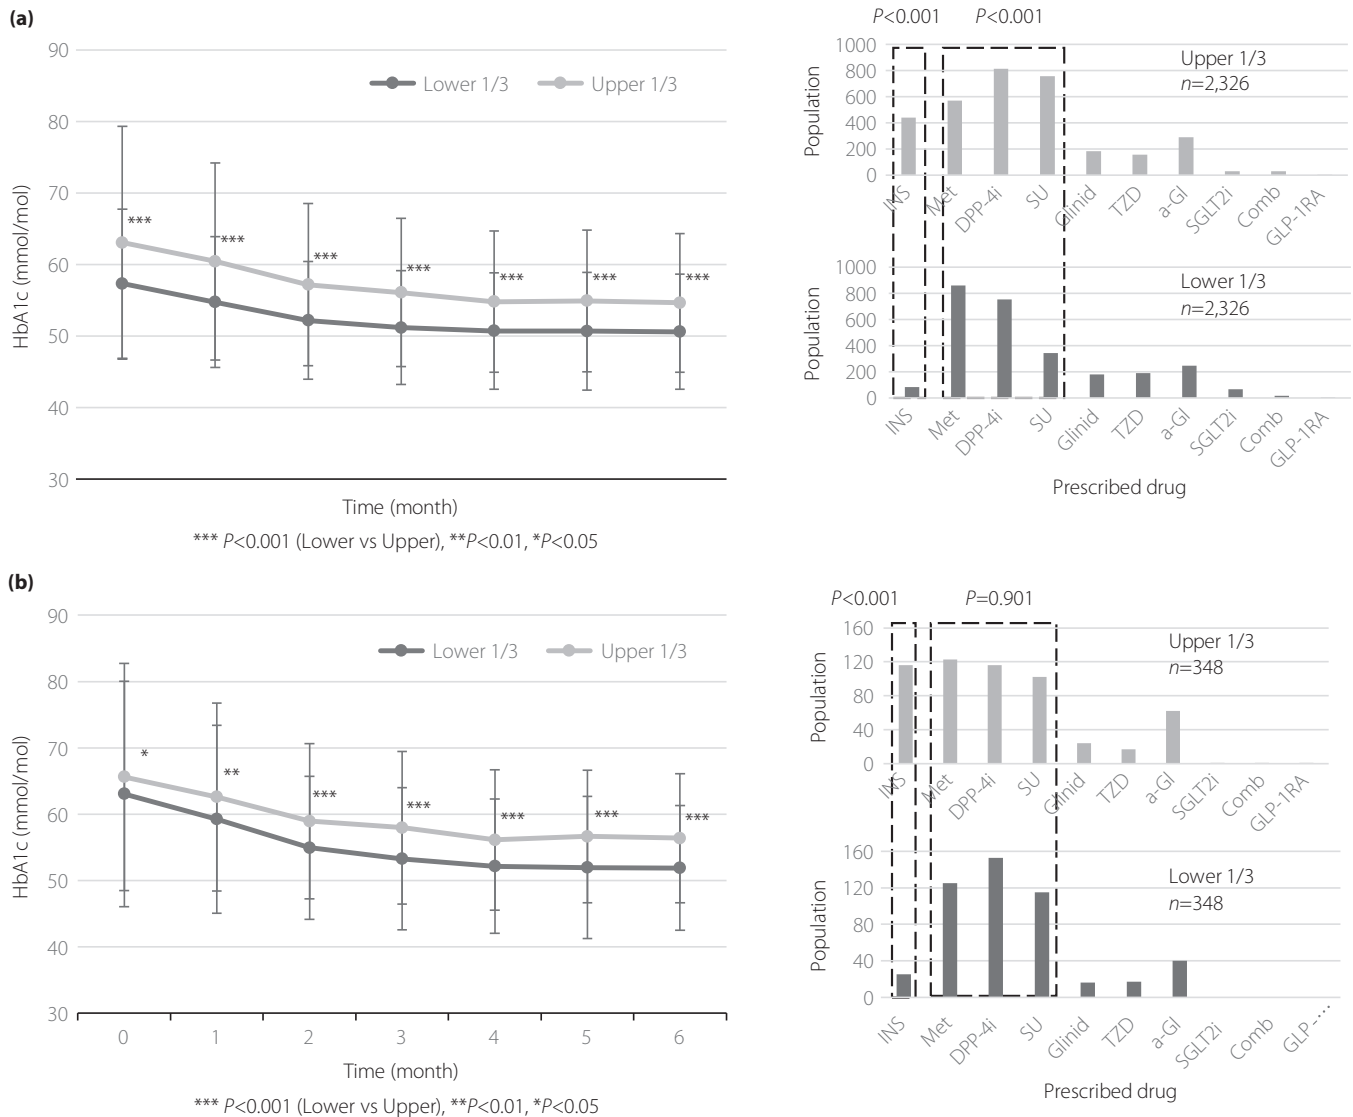 (a)
90
80
70
60
50
40
30
HbA1c (mmol/mol)
Lower 1/3
Upper 1/3
***
***
***
***
***
***
***
Time (month)
*** P<0.001 (Lower vs Upper), **P<0.01, *P<0.05
P<0.001
P<0.001
1000
800
600
400
200
0
Population
Upper 1/3
n=2,326
INS
Met
DPP-4i
SU
Glinid
TZD
a-GI
SGLT2i
Comb
GLP-1RA
1000
800
600
400
200
0
Population
Lower 1/3
n=2,326
INS
Met
DPP-4i
SU
Glinid
TZD
a-GI
SGLT2i
Comb
GLP-1RA
Prescribed drug
(b)
90
80
70
60
50
40
30
HbA1c (mmol/mol)
Lower 1/3
Upper 1/3
*
**
***
***
***
***
***
0 1 2 3 4 5 6
Time (month)
*** P<0.001 (Lower vs Upper), **P<0.01, *P<0.05
P<0.001
P=0.901
160
120
80
40
0
Population
Upper 1/3
n=348
INS
Met
DPP-4i
SU
Glinid
TZD
a-GI
SGLT2i
Comb
GLP-1RA
160
120
80
40
0
Population
Lower 1/3
n=348
INS
Met
DPP-4i
SU
Glinid
TZD
a-GI
SGLT2i
Comb
GLP-····
Prescribed drug